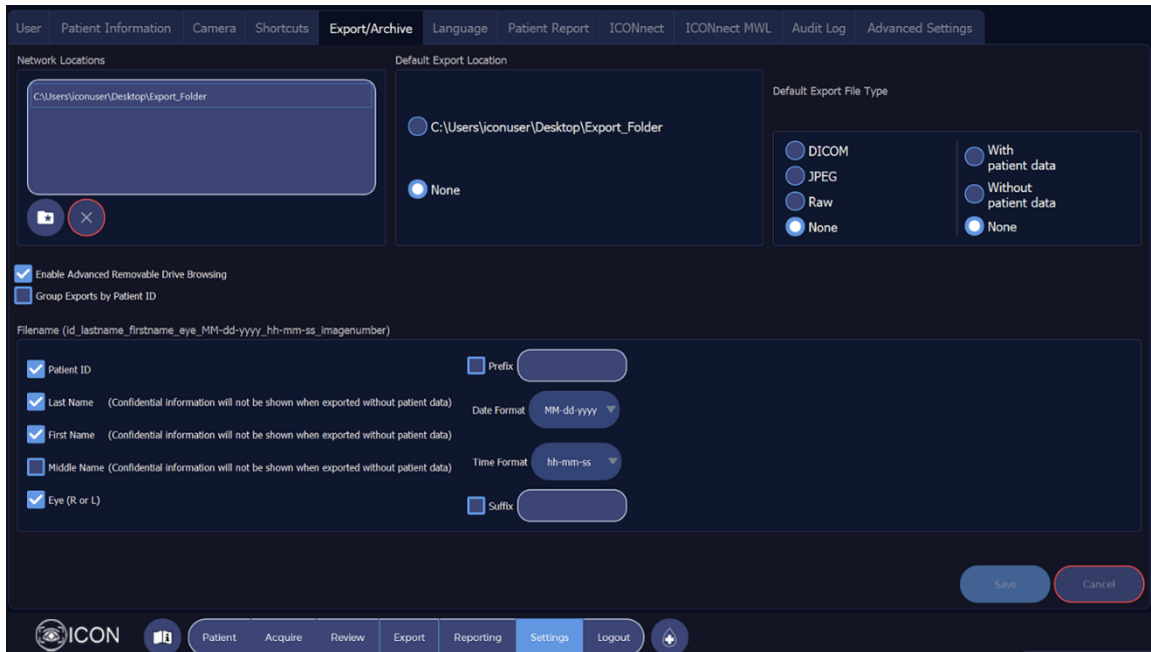 User Patient Information Camera Shortcuts Export/Archive Language Patient Report ICONnect ICONnect MWL Audit Log Advanced Settings
Network Locations
C:\Users\iconuser\Desktop\Export_Folder
Default Export Location
C:\Users\iconuser\Desktop\Export_Folder
None
Default Export File Type
DICOM
JPEG
Raw
None
With
patient data
Without
patient data
None
Enable Advanced Removable Drive Browsing
Group Exports by Patient ID
Filename (id_lastname_firstname_eye_MM-dd-yyyy_hh-mm-ss_imagenumber)
Patient ID
Last Name (Confidential information will not be shown when exported without patient data)
First Name (Confidential information will not be shown when exported without patient data)
Middle Name (Confidential information will not be shown when exported without patient data)
Eye (R or L)
Prefix
Date Format MM-dd-yyyy
Time Format hh-mm-ss
Suffix
Save Cancel
ICON Patient Acquire Review Export Reporting Settings Logout